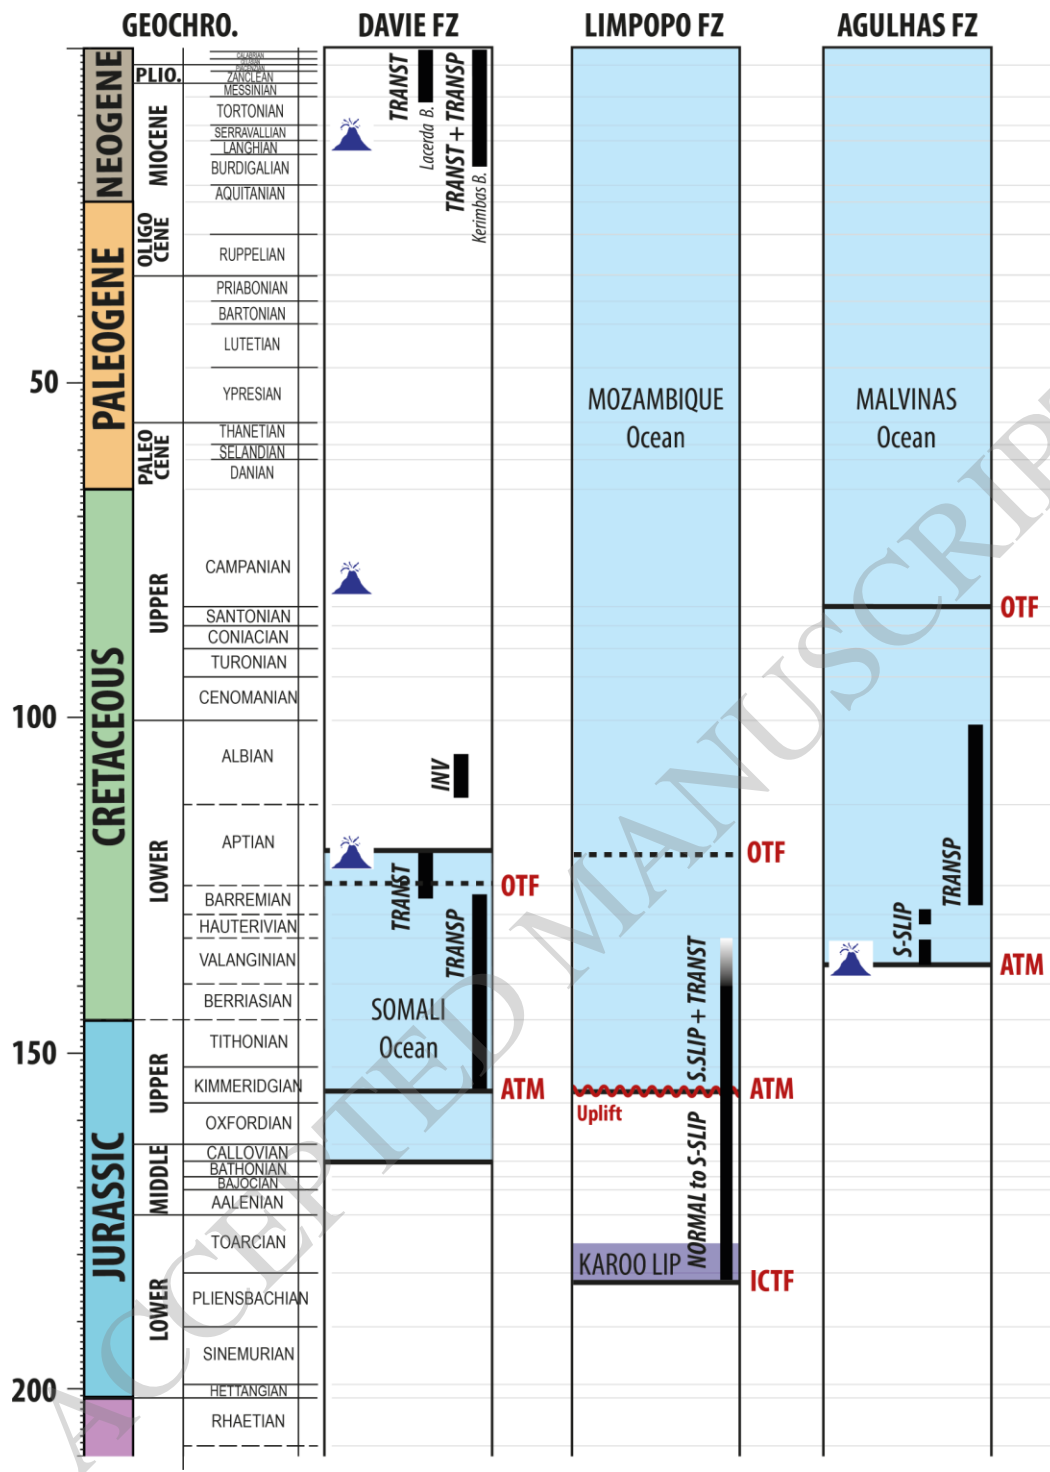 GEOCHRO.
DAVIE FZ
LIMPOPO FZ
AGULHAS FZ
NEOGENE
PALEOGENE
CRETACEOUS
JURASSIC
50
100
150
200
PLIO.
MIOCENE
OLIGO
CENE
PALEO
CENE
UPPER
LOWER
UPPER
MIDDLE
LOWER
CALABRIAN
ZANCLEAN
MESSINIAN
TORTONIAN
SERRAVALLIAN
LANGHIAN
BURDIGALIAN
AQUITANIAN
RUPPELIAN
PRIABONIAN
BARTONIAN
LUTETIAN
YPRESIAN
THANETIAN
SELANDIAN
DANIAN
CAMPANIAN
SANTONIAN
CONIACIAN
TURONIAN
CENOMANIAN
ALBIAN
APTIAN
BARREMIAN
HAUTERIVIAN
VALANGINIAN
BERRIASIAN
TITHONIAN
KIMMERIDGIAN
OXFORDIAN
CALLOVIAN
BATHONIAN
BAJOCIAN
AALENIAN
TOARCIAN
PLIENSBACHIAN
SINEMURIAN
HETTANGIAN
RHAETIAN
TRANST
Lacerda B.
TRANST + TRANSP
Kerimbas B.
INV
TRANST
OTF
TRANSP
SOMALI
Ocean
ATM
MOZAMBIQUE
Ocean
OTF
S.SLIP + TRANST
ATM
Uplift
NORMAL to S-SLIP
KAROO LIP
ICTF
MALVINAS
Ocean
OTF
TRANSP
S-SLIP
ATM
ACCEPTED MANUSCRIPT